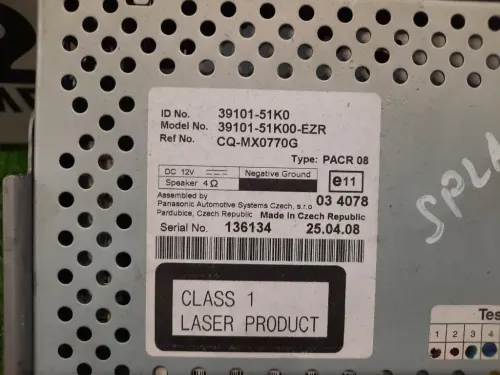 ID No. 39101-51K0
Model No. 39101-51K00-EZR
Ref No. CQ-MX0770G
Type: PACR 08
DC 12V Negative Ground
Speaker 4Ω
e11
Assembled by
03 4078
Panasonic Automotive Systems Czech, s.r.o
Pardubice, Czech Republic Made in Czech Republic
Serial No. 136134 25.04.08
CLASS 1
LASER PRODUCT
SPLA
Tes
1 2 3 4